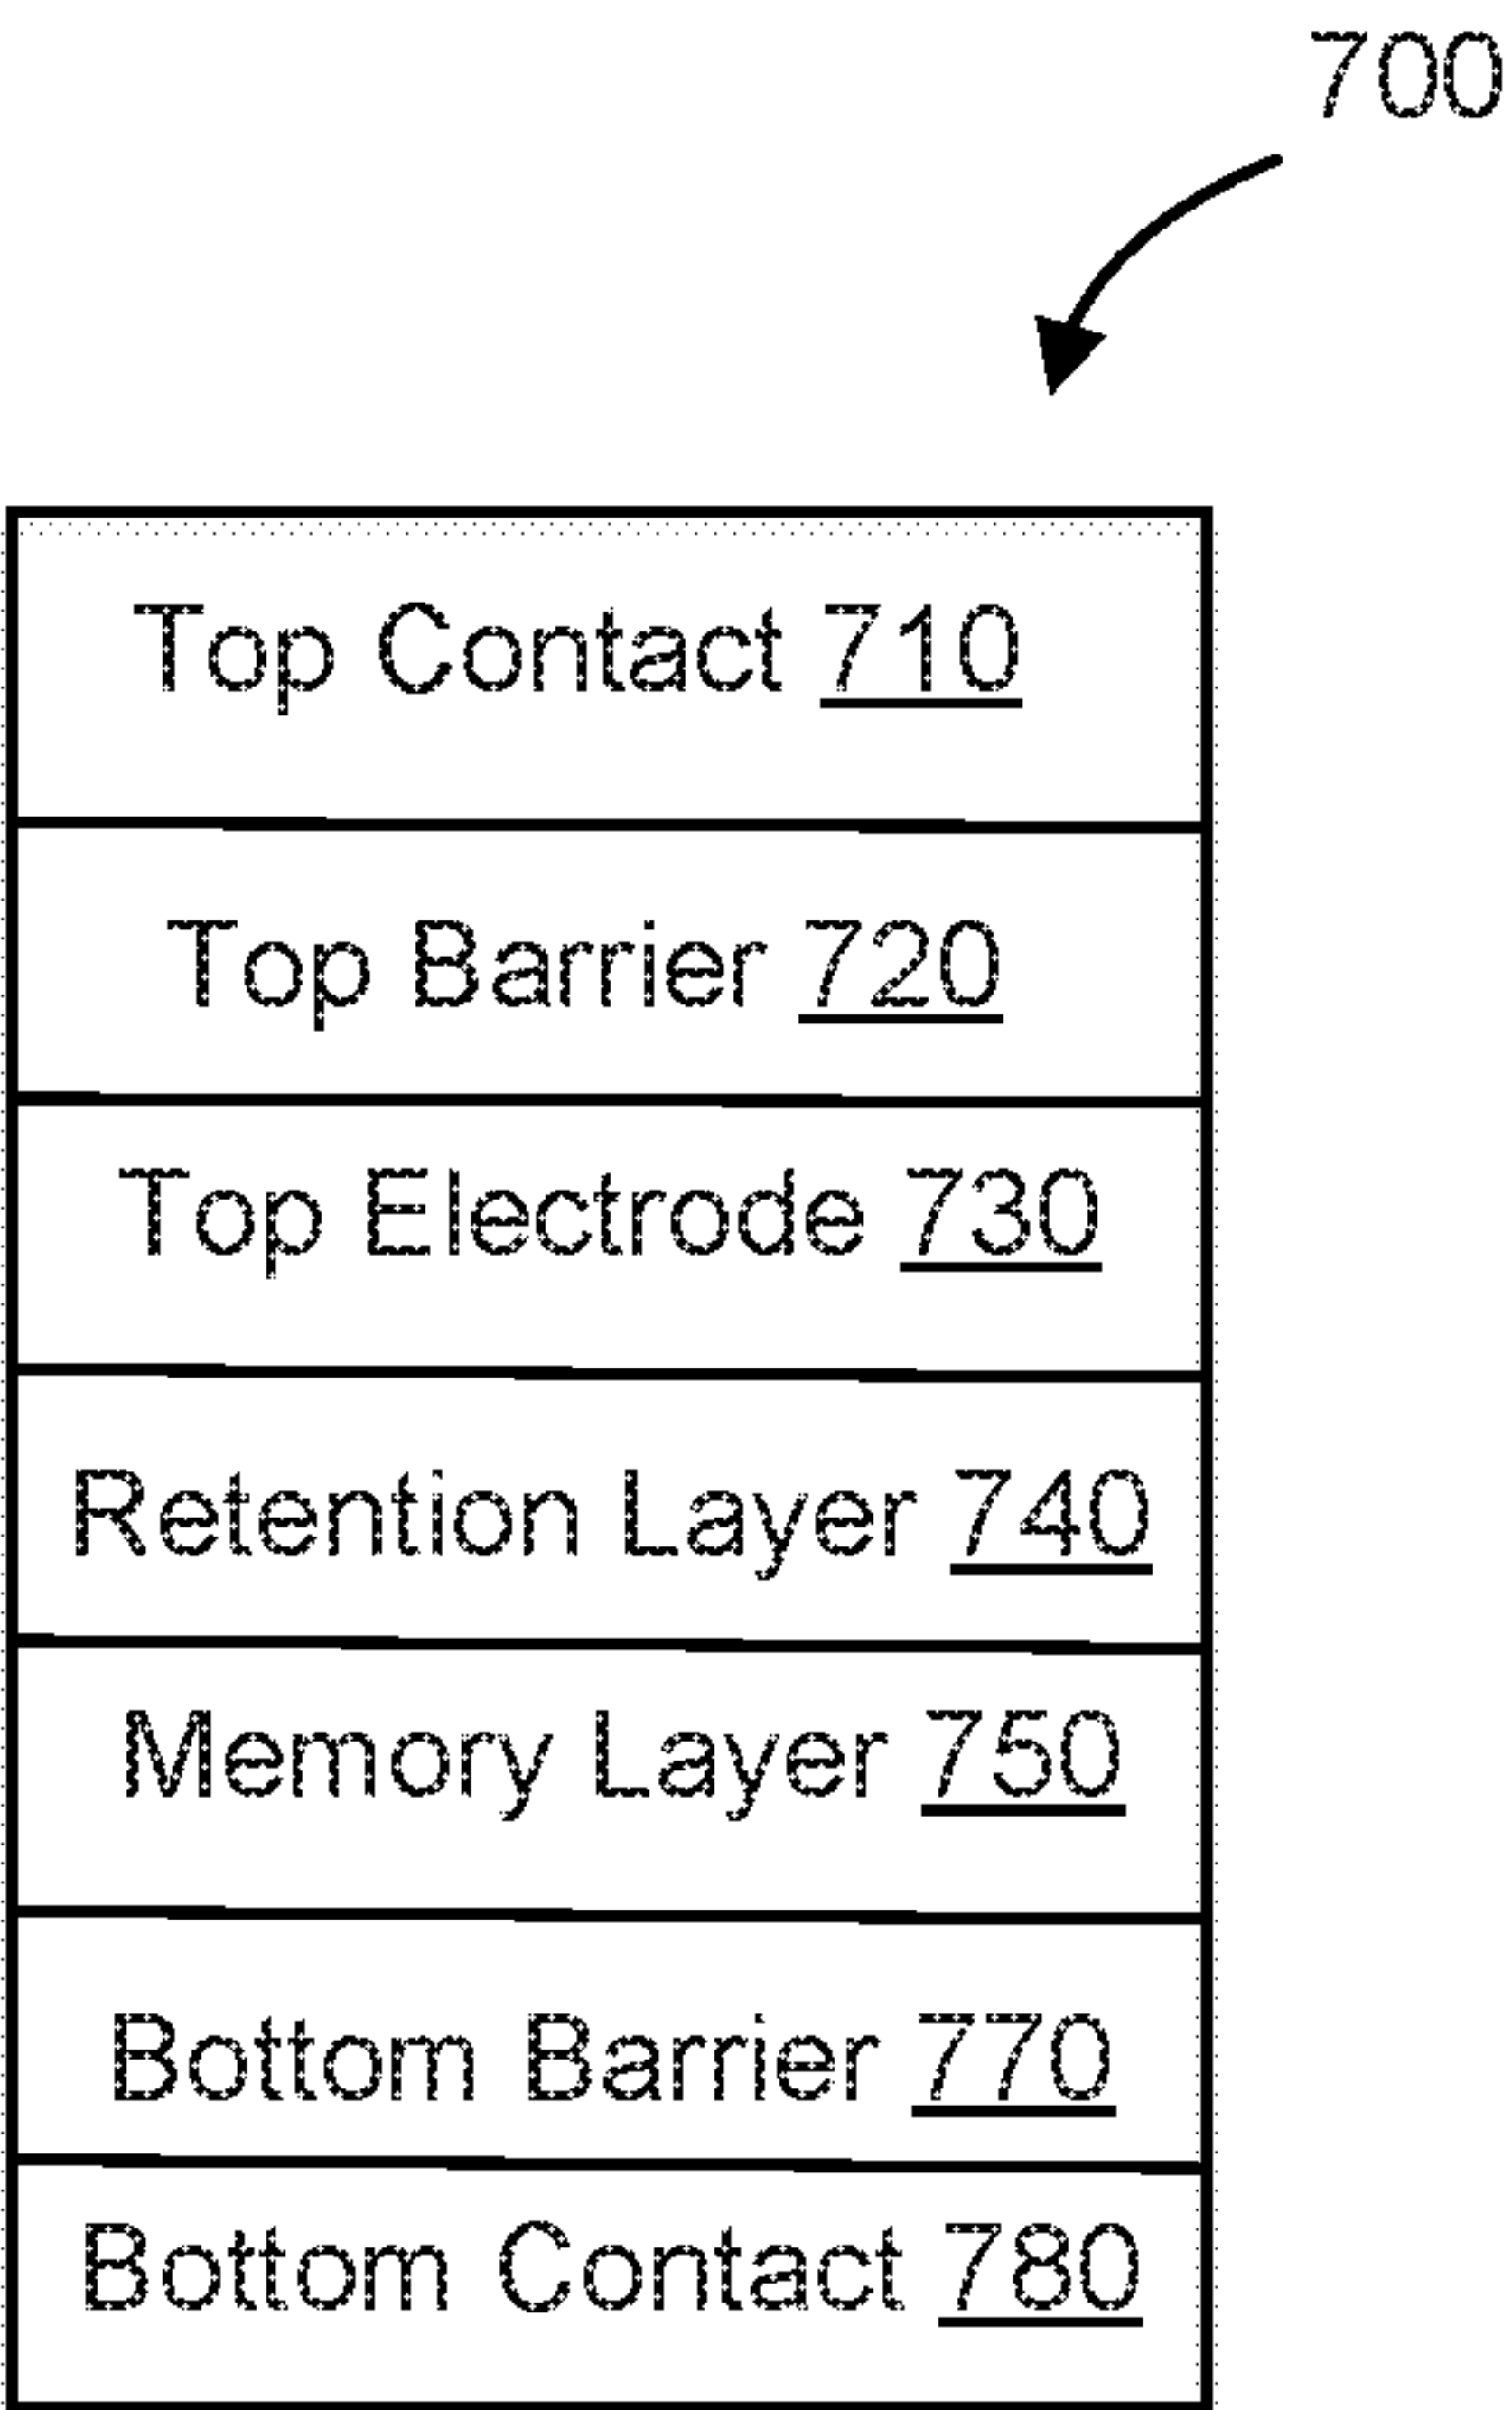 700
Top Contact 710
Top Barrier 720
Top Electrode 730
Retention Layer 740
Memory Layer 750
Bottom Barrier 770
Bottom Contact 780